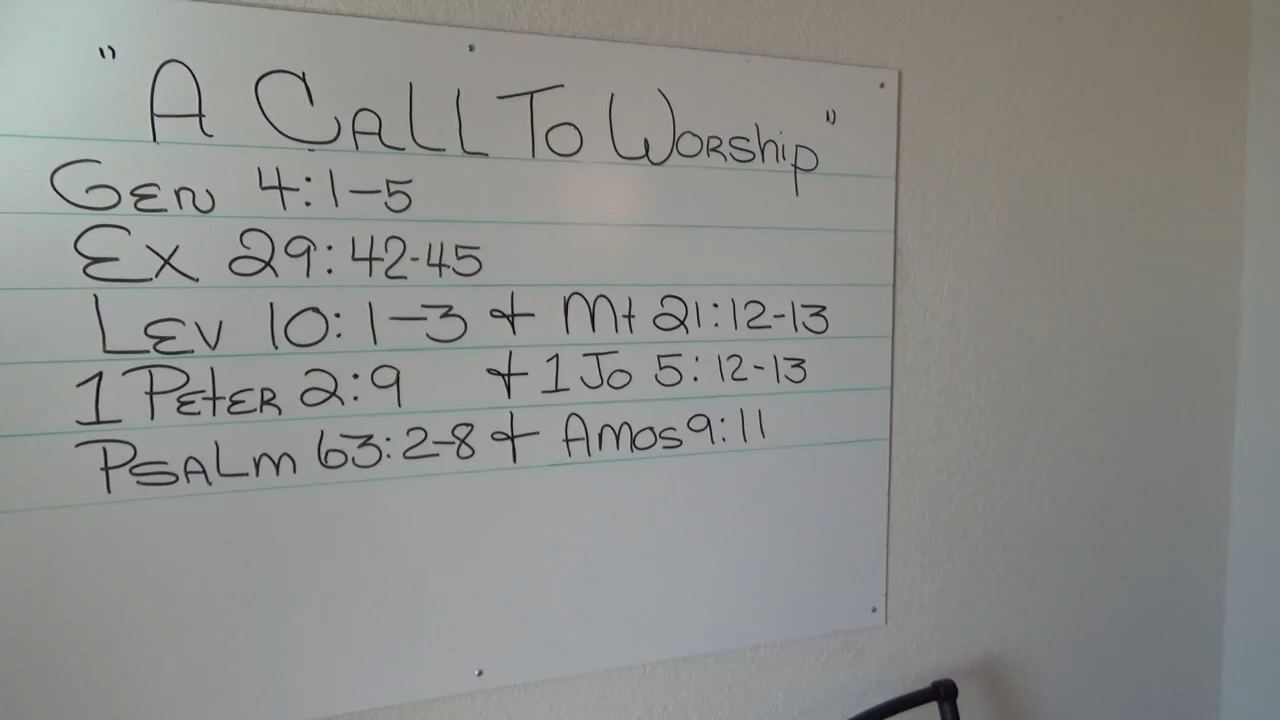 "A Call To Worship"
Gen 4:1-5
Ex 29:42-45
Lev 10:1-3 & Mt 21:12-13
1 Peter 2:9 & 1 Jo 5:12-13
Psalm 63:2-8 & Amos 9:11